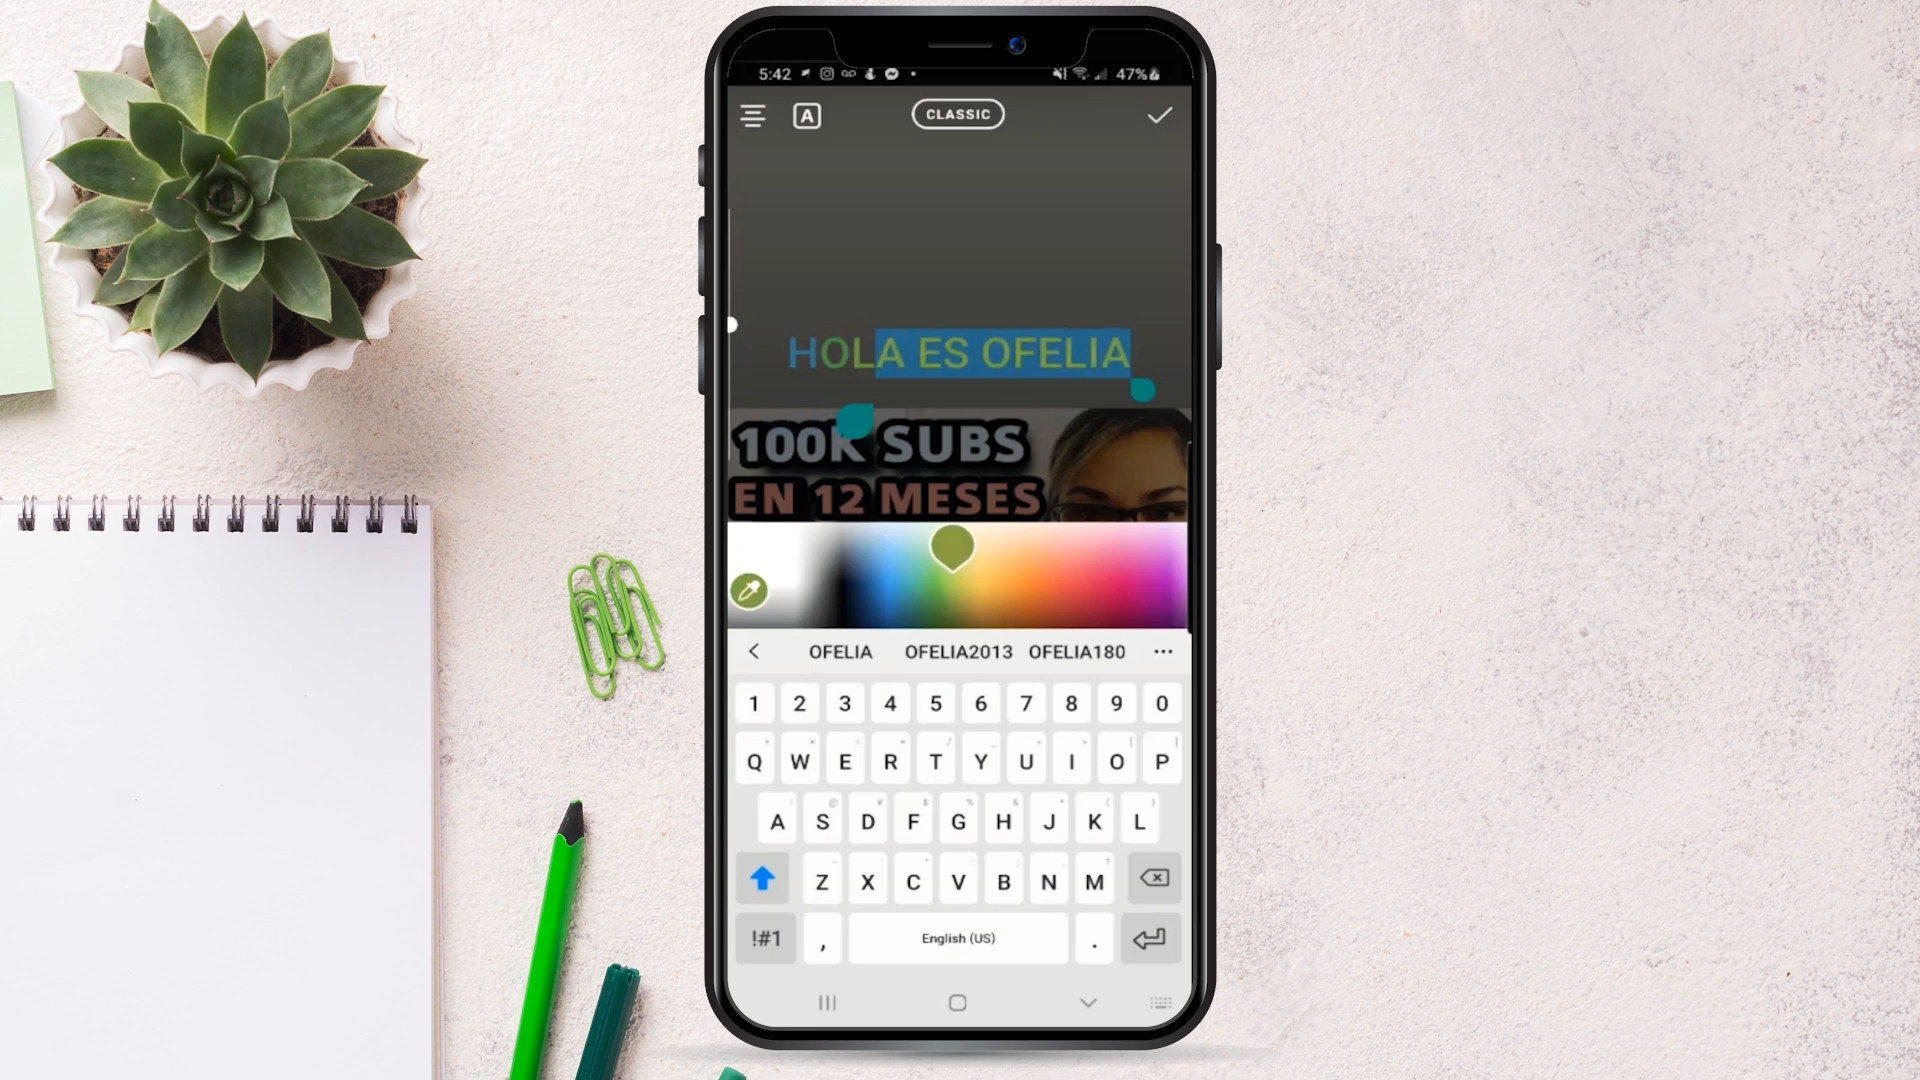 5:42
47%
A
CLASSIC
HOLA ES OFELIA
100K SUBS
EN 12 MESES
OFELIA OFELIA2013 OFELIA180
1 2 3 4 5 6 7 8 9 0
Q W E R T Y U I O P
A S D F G H J K L
Z X C V B N M
!#1 , English (US) .